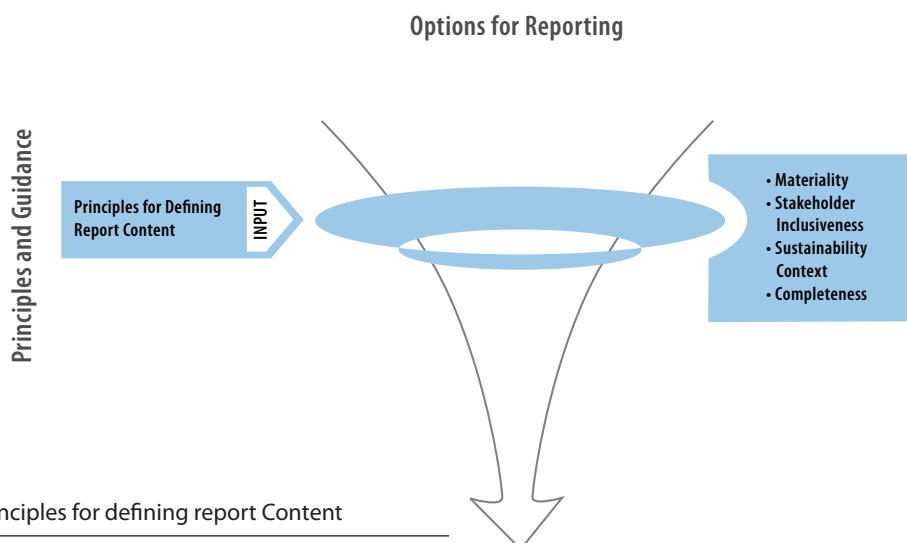 Options for Reporting
Principles and Guidance
Principles for Defining
Report Content
INPUT
• Materiality
• Stakeholder
Inclusiveness
• Sustainability
Context
• Completeness
nciples for defining report Content